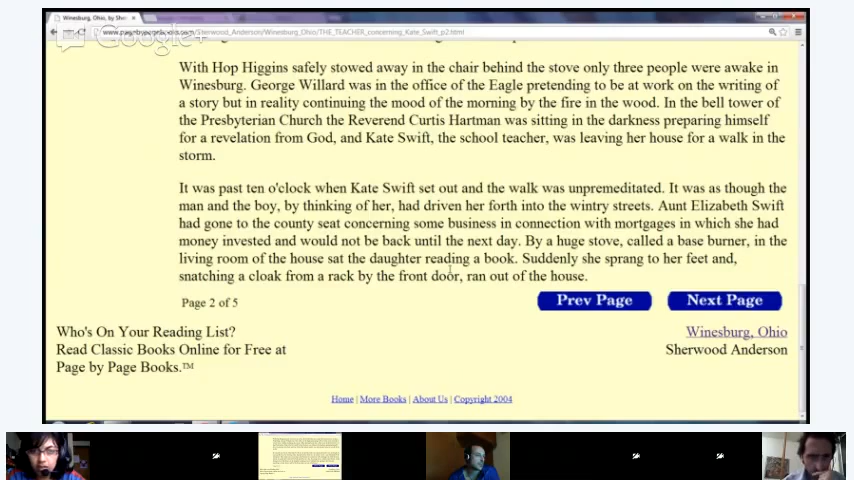 Winesburg, Ohio, by Sher
Google+
/Sherwood_Anderson/Winesburg_Ohio/THE_TEACHER_concerning_Kate_Swift_p2.html
With Hop Higgins safely stowed away in the chair behind the stove only three people were awake in
Winesburg. George Willard was in the office of the Eagle pretending to be at work on the writing of
a story but in reality continuing the mood of the morning by the fire in the wood. In the bell tower of
the Presbyterian Church the Reverend Curtis Hartman was sitting in the darkness preparing himself
for a revelation from God, and Kate Swift, the school teacher, was leaving her house for a walk in the
storm.
It was past ten o'clock when Kate Swift set out and the walk was unpremeditated. It was as though the
man and the boy, by thinking of her, had driven her forth into the wintry streets. Aunt Elizabeth Swift
had gone to the county seat concerning some business in connection with mortgages in which she had
money invested and would not be back until the next day. By a huge stove, called a base burner, in the
living room of the house sat the daughter reading a book. Suddenly she sprang to her feet and,
snatching a cloak from a rack by the front door, ran out of the house.
Page 2 of 5
Prev Page
Next Page
Who's On Your Reading List?
Read Classic Books Online for Free at
Page by Page Books.™
Winesburg, Ohio
Sherwood Anderson
Home | More Books | About Us | Copyright 2004